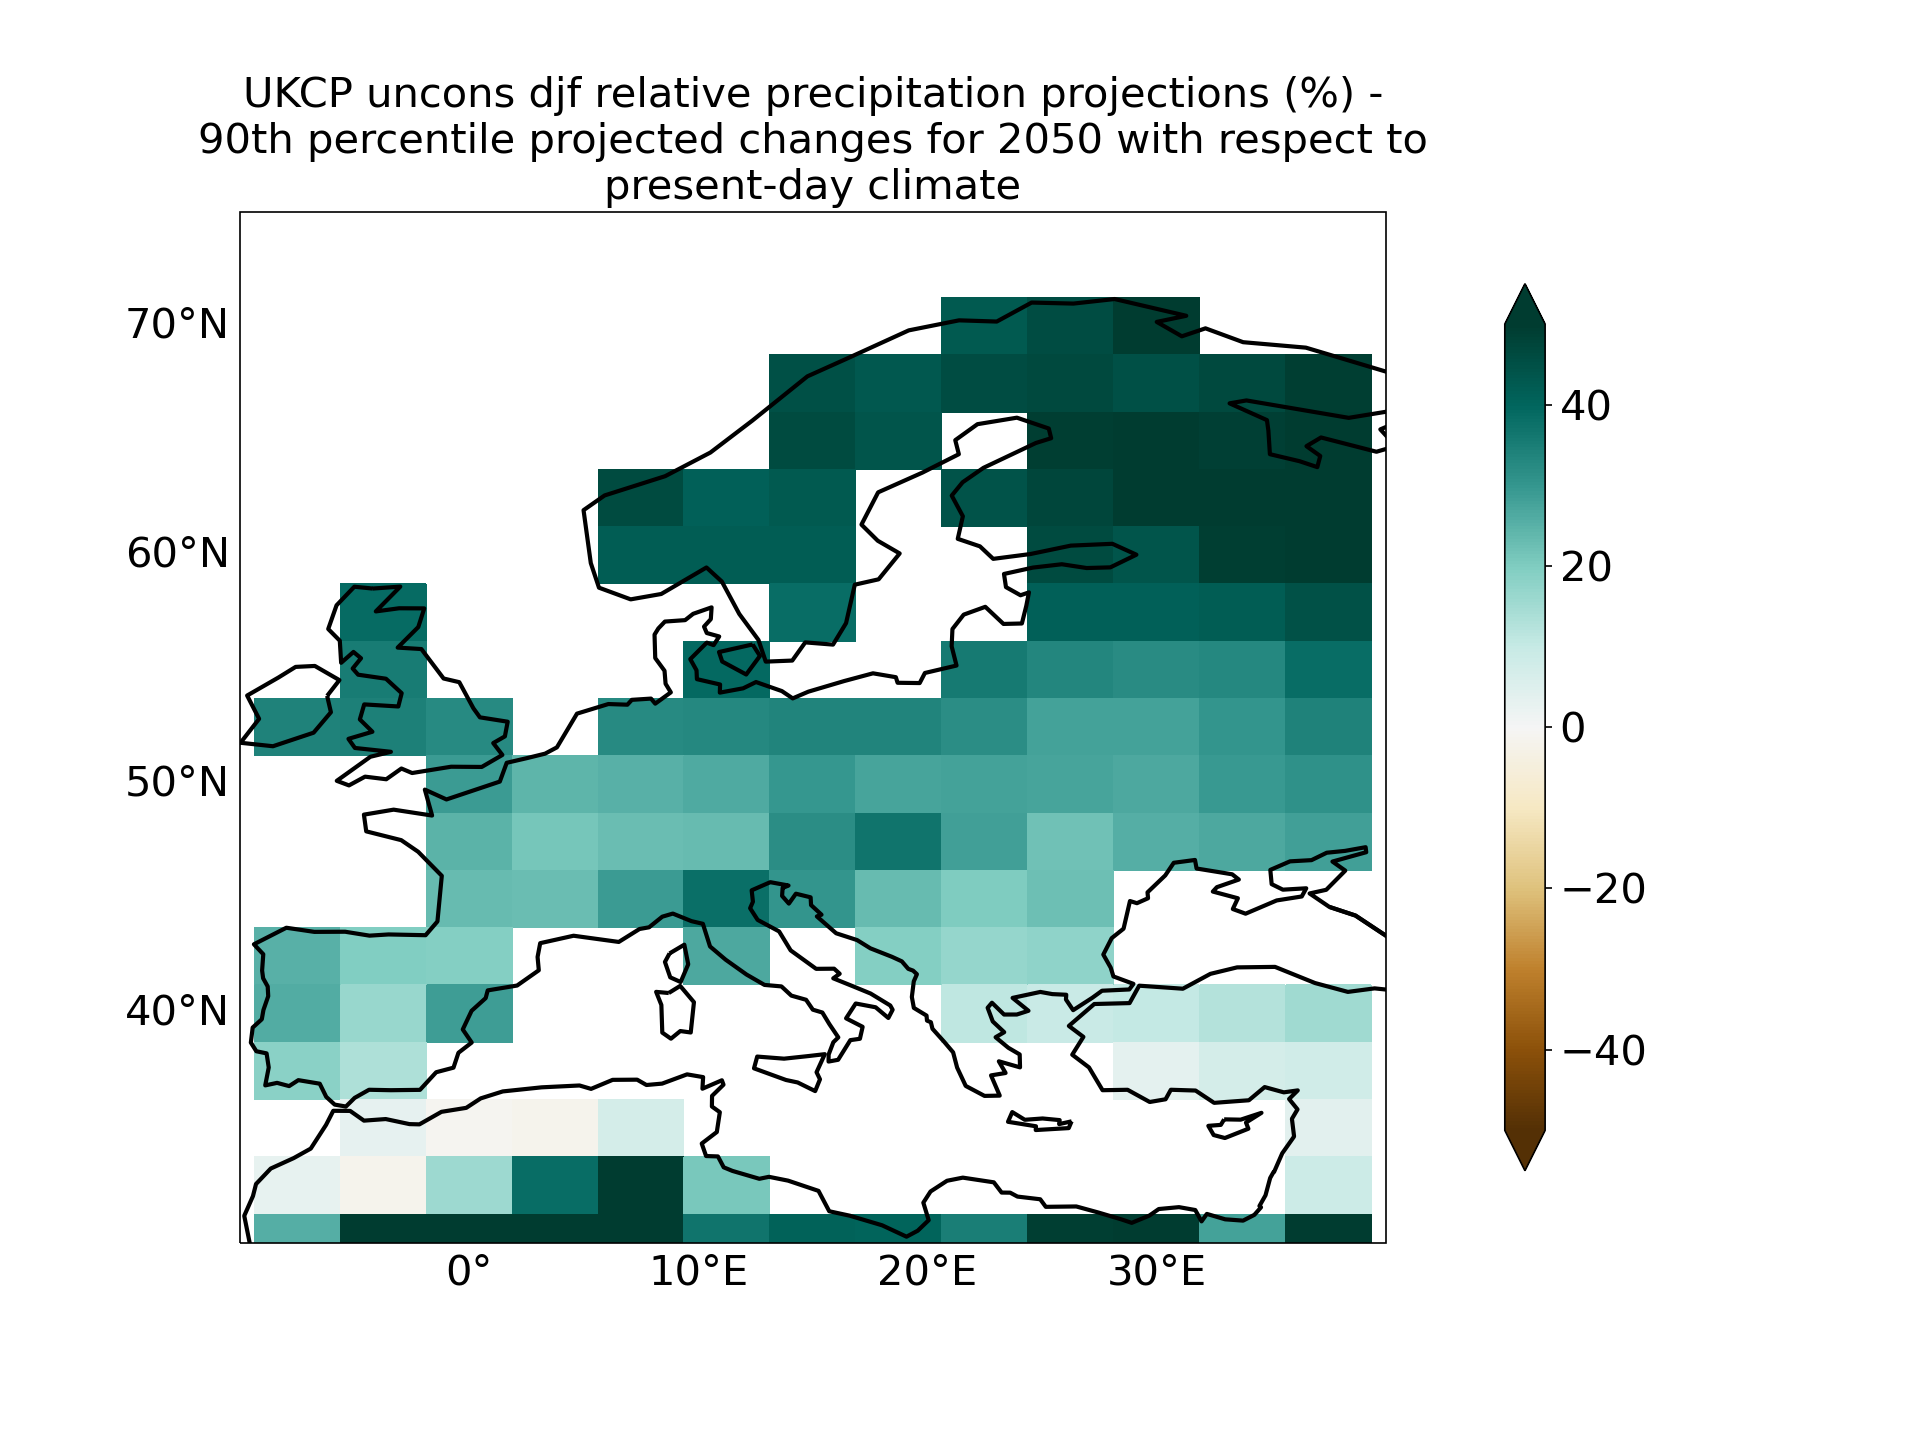 UKCP uncons djf relative precipitation projections (%) -
90th percentile projected changes for 2050 with respect to
present-day climate
70°N
60°N
50°N
40°N
0°
10°E
20°E
30°E
40
20
0
−20
−40